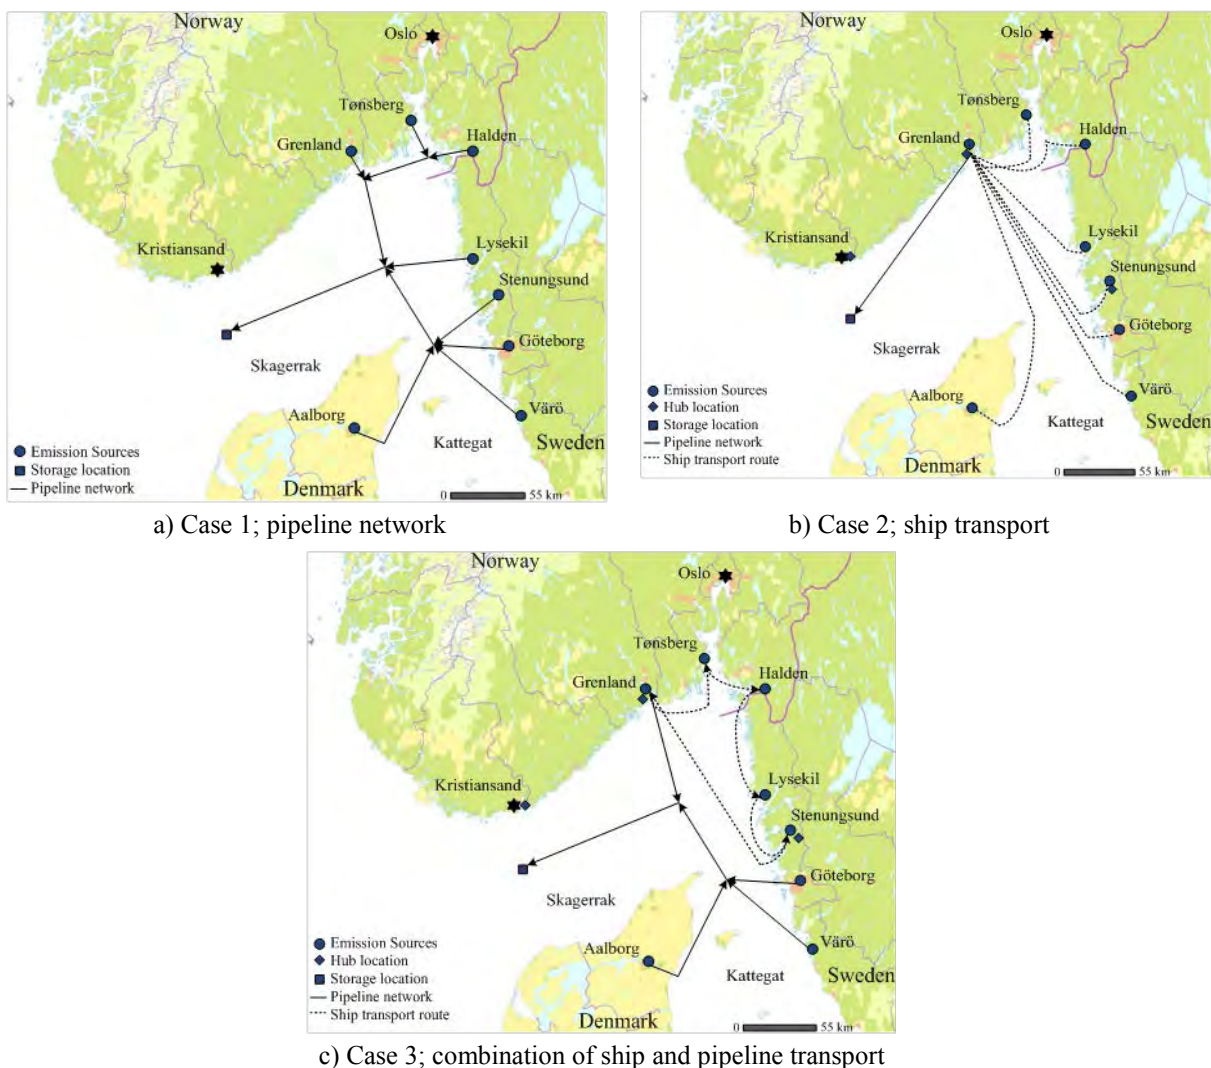 Norway
Oslo
Tønsberg
Grenland
Halden
Kristiansand
Lysekil
Stenungsund
Göteborg
Skagerrak
Aalborg
Värö
Kattegat
Sweden
Emission Sources
Storage location
Pipeline network
Denmark
0 55 km
a) Case 1; pipeline network
Norway
Oslo
Tønsberg
Grenland
Halden
Kristiansand
Lysekil
Stenungsund
Göteborg
Skagerrak
Aalborg
Värö
Kattegat
Sweden
Emission Sources
Hub location
Storage location
Pipeline network
Ship transport route
Denmark
0 55 km
b) Case 2; ship transport
Norway
Oslo
Tønsberg
Grenland
Halden
Kristiansand
Lysekil
Stenungsund
Göteborg
Skagerrak
Aalborg
Värö
Kattegat
Sweden
Emission Sources
Hub location
Storage location
Pipeline network
Ship transport route
Denmark
0 55 km
c) Case 3; combination of ship and pipeline transport